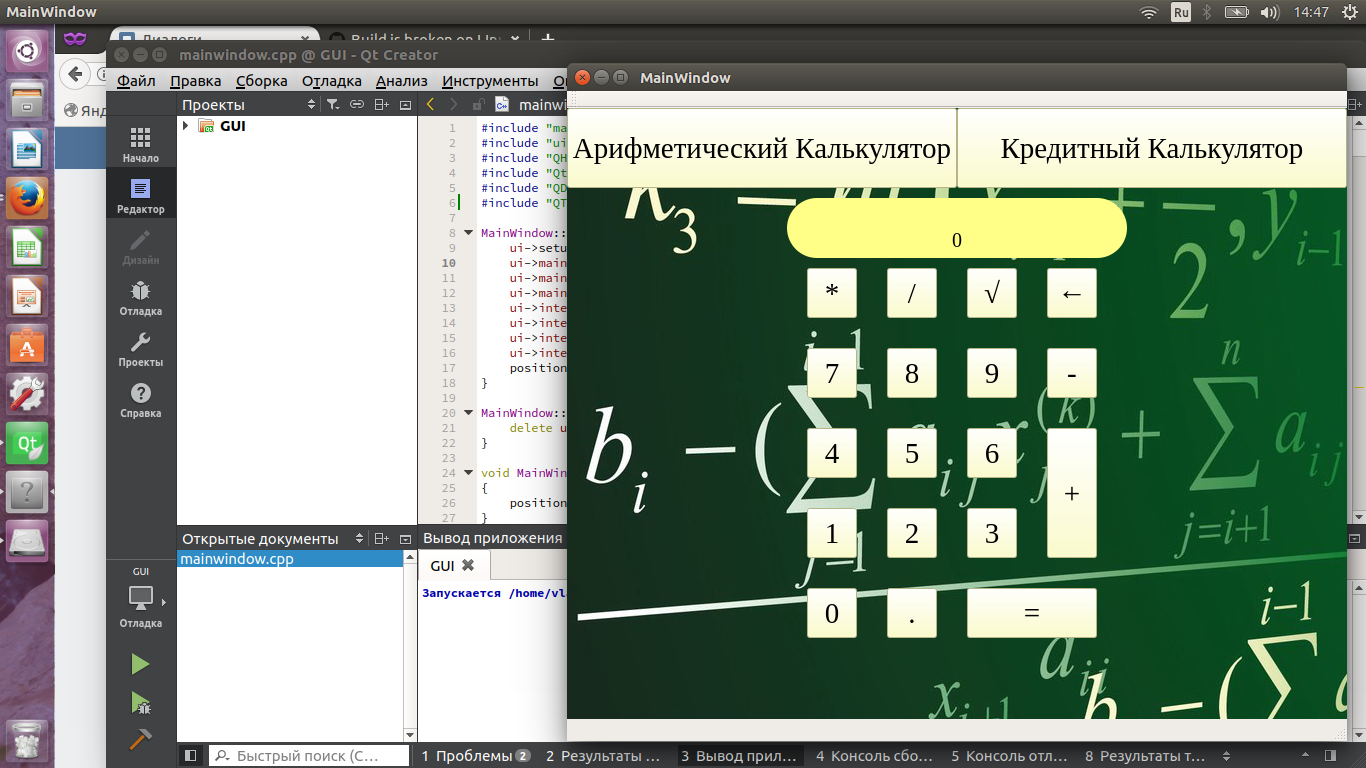 MainWindow
Ru
14:47
Диалоги
Build is broken on
mainwindow.cpp @ GUI - Qt Creator
Файл Правка Сборка Отладка Анализ Инструменты
MainWindow
Янд
Проекты
mainwi
GUI
Начало
Редактор
Дизайн
Отладка
Проекты
Справка
1 #include "ma
2 #include "ui
3 #include "QH
4 #include "Qt
5 #include "QD
6 #include "QT
7
8 MainWindow::
9 ui->setu
10 ui->main
11 ui->main
12 ui->main
13 ui->inte
14 ui->inte
15 ui->inte
16 ui->inte
17 position
18 }
19
20 MainWindow::
21 delete u
22 }
23
24 void MainWin
25 {
26 position
27 }
Арифметический Калькулятор Кредитный Калькулятор
0
* / √ ←
7 8 9 -
4 5 6 +
1 2 3
0 . =
Открытые документы
mainwindow.cpp
Вывод приложения
GUI
Запускается /home/vl
GUI
Отладка
Быстрый поиск (С...
1 Проблемы 2 2 Результаты ... 3 Вывод прил... 4 Консоль сбо... 5 Консоль отл... 8 Результаты т...